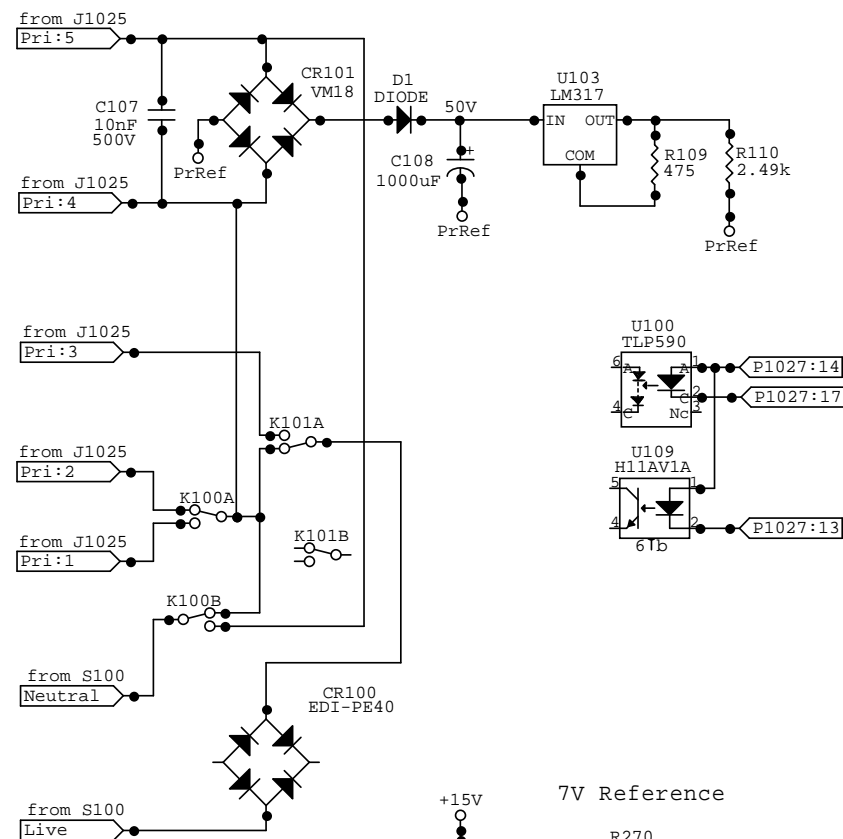 from J1025
Pri:5
C107
10nF
500V
CR101
VM18
PrRef
D1
DIODE
50V
+
C108
1000uF
PrRef
U103
LM317
IN OUT
COM
R109
475
R110
2.49k
PrRef
from J1025
Pri:4
from J1025
Pri:3
K101A
from J1025
Pri:2
K100A
from J1025
Pri:1
K101B
K100B
from S100
Neutral
CR100
EDI-PE40
from S100
Live
U100
TLP590
6 A A 1
4 C C 2
Nc 3
P1027:14
P1027:17
U109
H11AV1A
5 1
4 2
6 b
P1027:13
+15V
7V Reference
R270